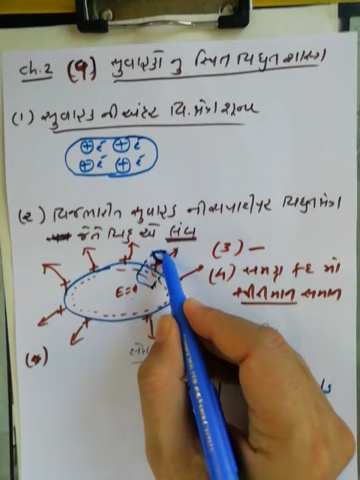 ch.2 (9) સુવાહકો નુ સ્થિત વિદ્યુતશાસ્ત્ર
(1) સુવાહક ની અંદર વિ. ક્ષેત્ર શૂન્ય
⊕ē ⊕ē
⊕ē ⊕ē
(2) વિજભારીત સુવાહક ની સપાટી પર વિદ્યુતક્ષેત્ર
જેતે બિંદુ એ લંબ
(3) —
(4) સમગ્ર કદ માં
સ્થિતિમાન સમાન
E=0